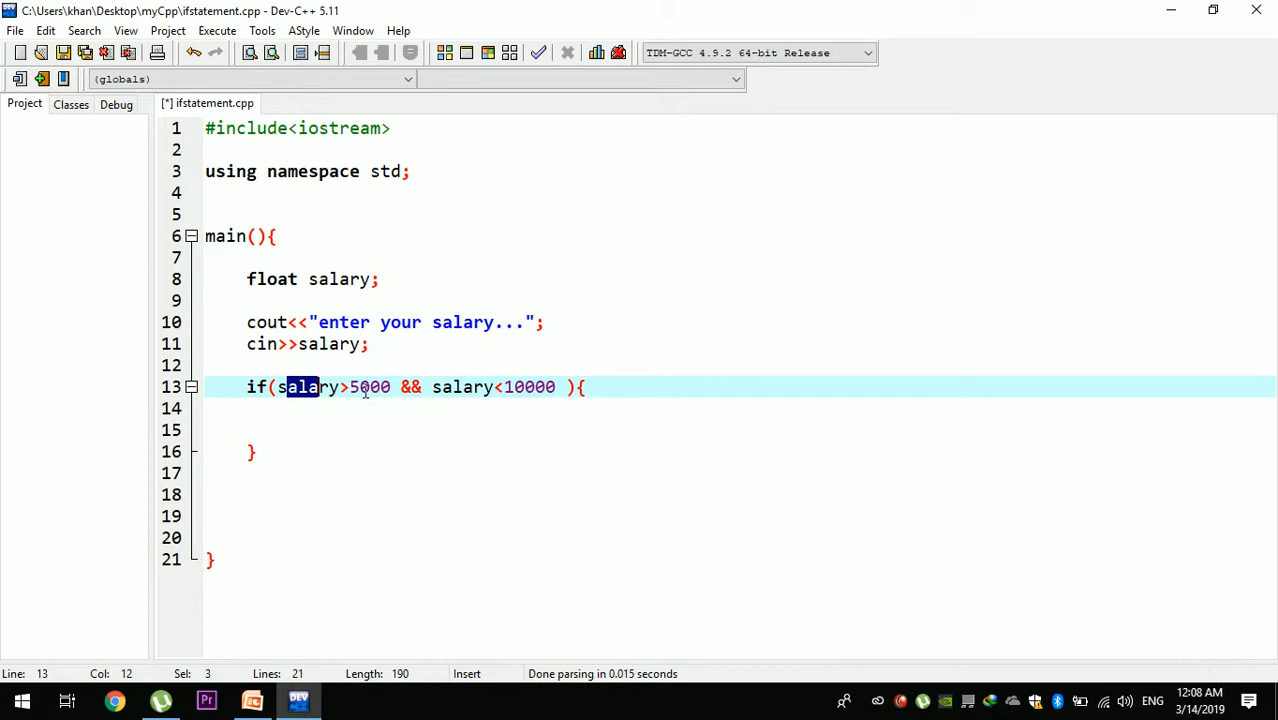 C:\Users\khan\Desktop\myCpp\ifstatement.cpp - Dev-C++ 5.11
File Edit Search View Project Execute Tools AStyle Window Help
TDM-GCC 4.9.2 64-bit Release
(globals)
Project Classes Debug [*] ifstatement.cpp
1 #include<iostream>
2
3 using namespace std;
4
5
6 main(){
7
8 float salary;
9
10 cout<<"enter your salary...";
11 cin>>salary;
12
13 if(salary>5000 && salary<10000 ){
14
15
16 }
17
18
19
20
21 }
Line: 13 Col: 12 Sel: 3 Lines: 21 Length: 190 Insert Done parsing in 0.015 seconds
Pr DEV ENG 12:08 AM
3/14/2019